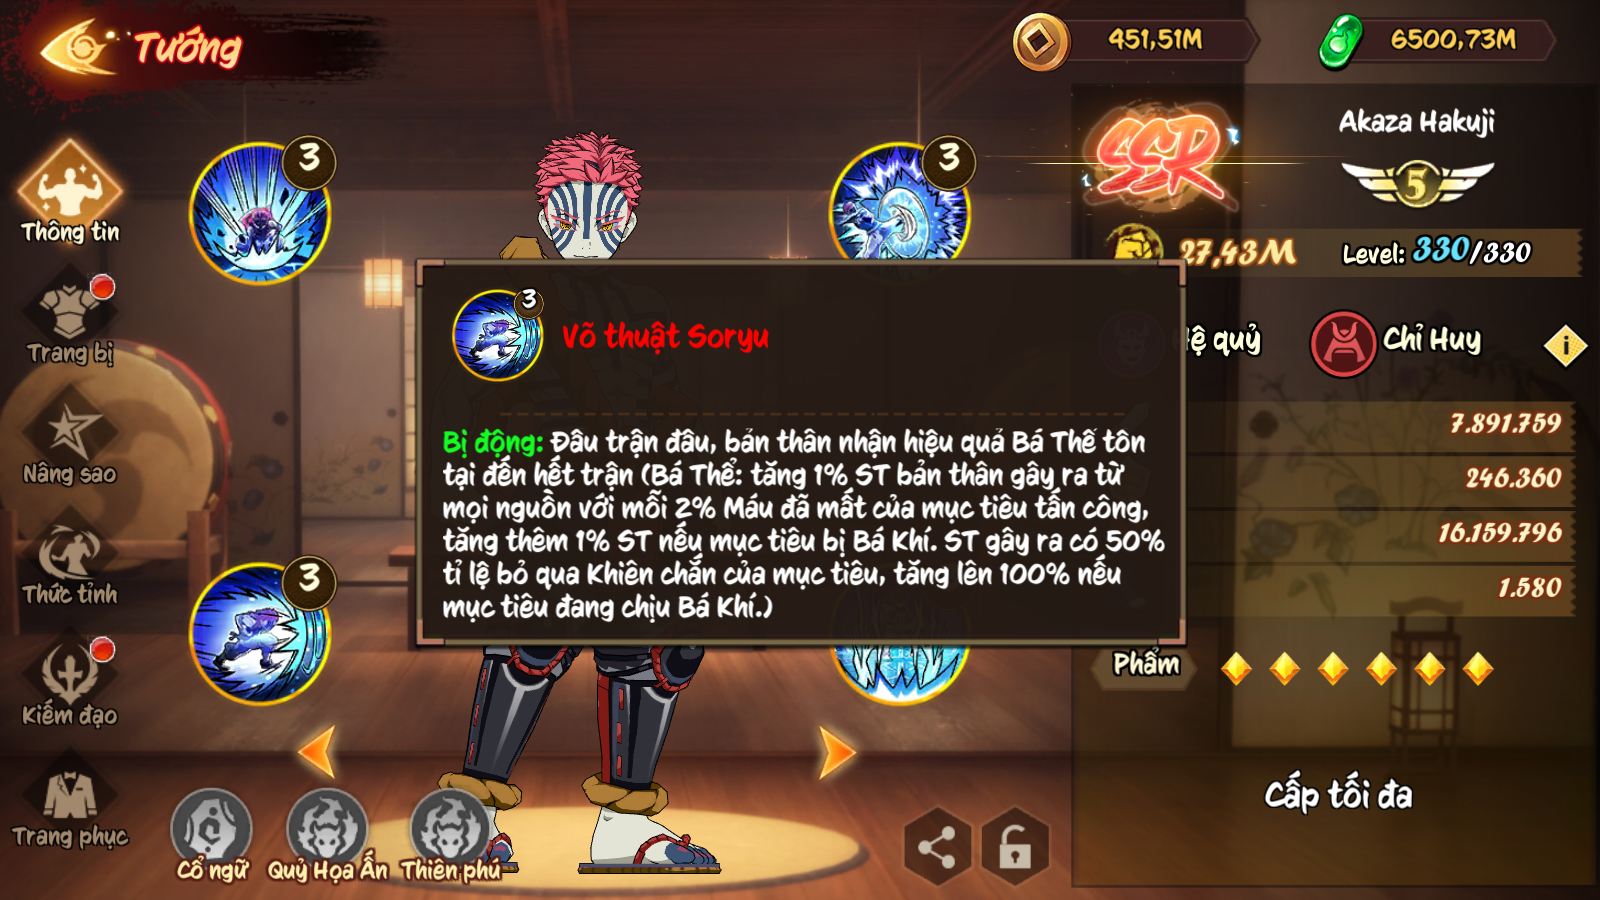 Tướng
451,51M
6500,73M
SSR
Akaza Hakuji
5
27,43M
Level: 330/330
Thông tin
Trang bị
Nâng sao
Thức tỉnh
Kiếm đạo
Trang phục
3
3
3
3
Võ thuật Soryu
Bị động: Đầu trận đấu, bản thân nhận hiệu quả Bá Thể tồn
tại đến hết trận (Bá Thể: tăng 1% ST bản thân gây ra từ
mọi nguồn với mỗi 2% Máu đã mất của mục tiêu tấn công,
tăng thêm 1% ST nếu mục tiêu bị Bá Khí. ST gây ra có 50%
tỉ lệ bỏ qua Khiên chắn của mục tiêu, tăng lên 100% nếu
mục tiêu đang chịu Bá Khí.)
ệ quỷ
Chỉ Huy
i
7.891.759
246.360
16.159.796
1.580
Phẩm
Cấp tối đa
Cổ ngữ
Quỷ Họa Ấn
Thiên phú